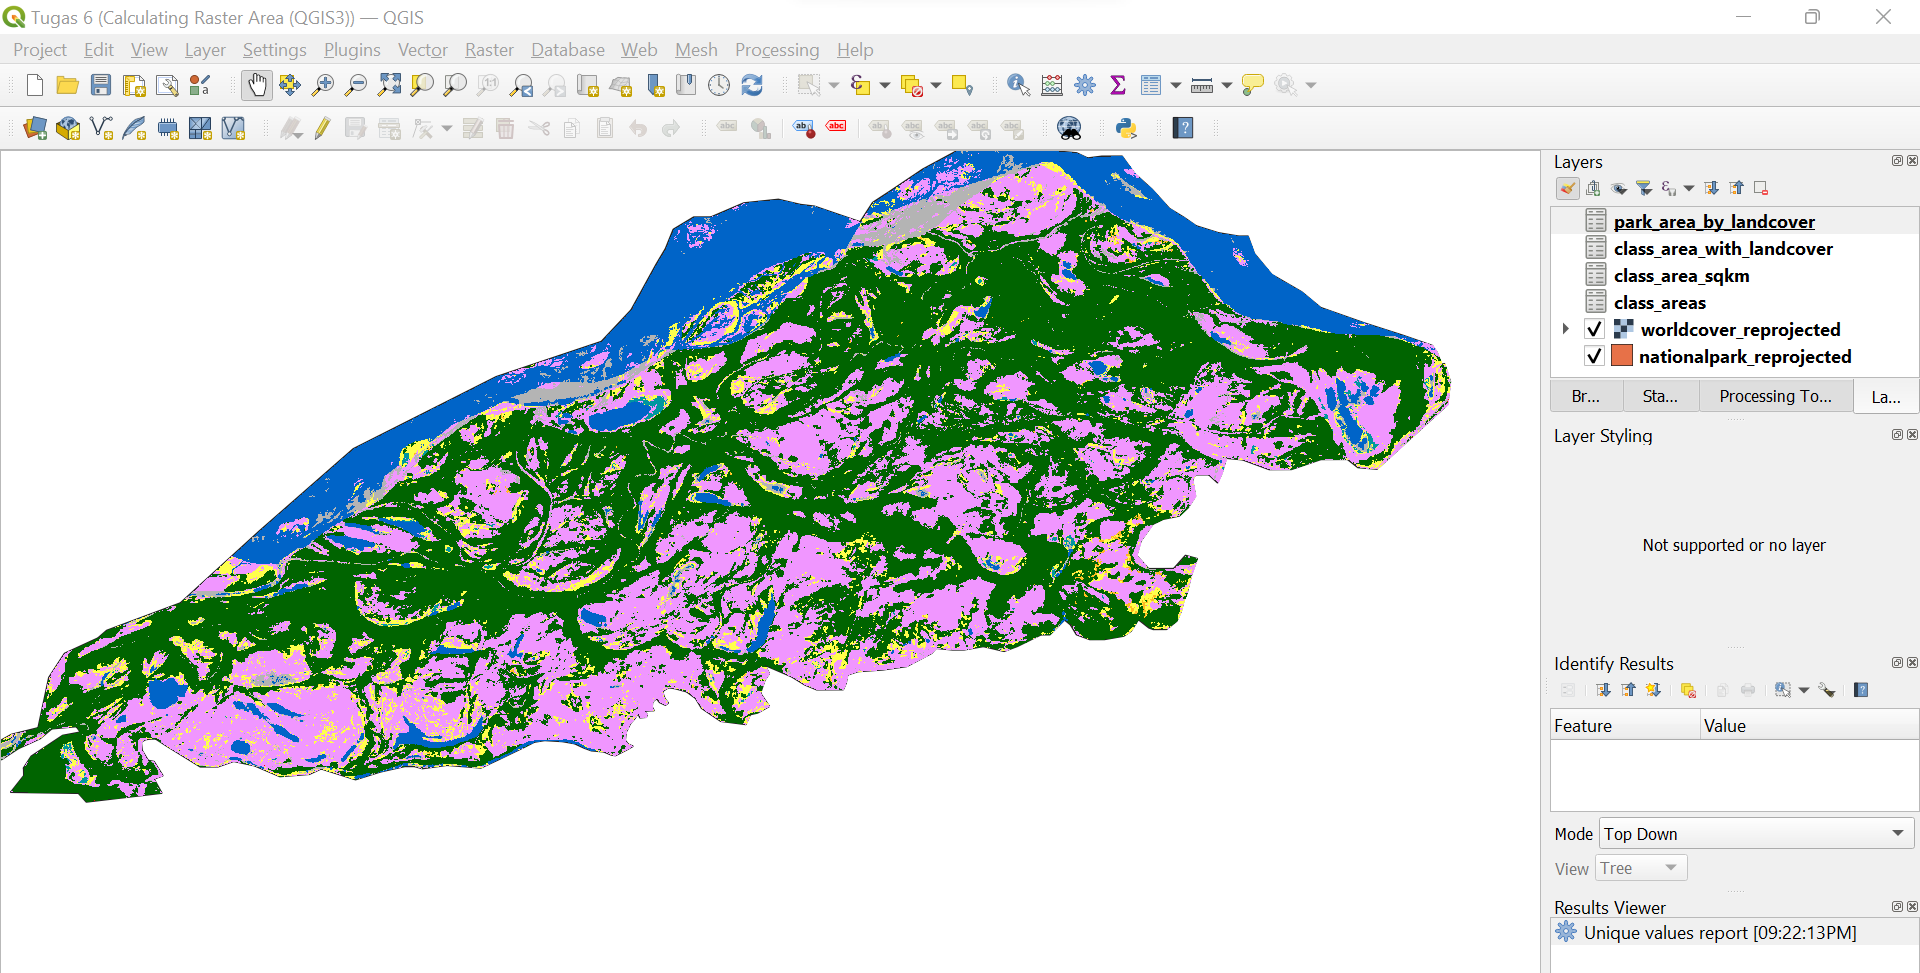 Tugas 6 (Calculating Raster Area (QGIS3)) — QGIS
Project Edit View Layer Settings Plugins Vector Raster Database Web Mesh Processing Help
Layers
park_area_by_landcover
class_area_with_landcover
class_area_sqkm
class_areas
worldcover_reprojected
nationalpark_reprojected
Br... Sta... Processing To... La...
Layer Styling
Not supported or no layer
Identify Results
Feature Value
Mode Top Down
View Tree
Results Viewer
Unique values report [09:22:13PM]